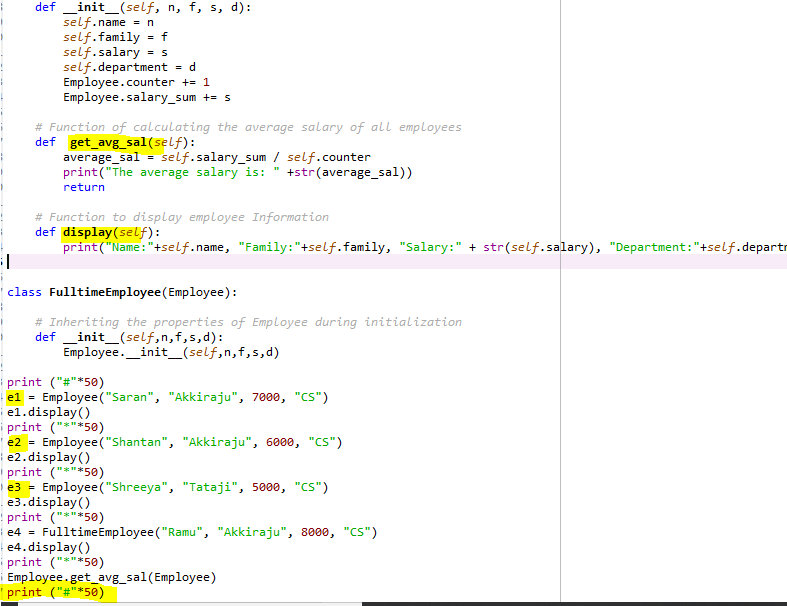 def __init__(self, n, f, s, d):
self.name = n
self.family = f
self.salary = s
self.department = d
Employee.counter += 1
Employee.salary_sum += s
# Function of calculating the average salary of all employees
def get_avg_sal(self):
average_sal = self.salary_sum / self.counter
print("The average salary is: " +str(average_sal))
return
# Function to display employee Information
def display(self):
print("Name:"+self.name, "Family:"+self.family, "Salary:" + str(self.salary), "Department:"+self.departm
class FulltimeEmployee(Employee):
# Inheriting the properties of Employee during initialization
def __init__(self,n,f,s,d):
Employee.__init__(self,n,f,s,d)
print ("#"*50)
e1 = Employee("Saran", "Akkiraju", 7000, "CS")
e1.display()
print ("*"*50)
e2 = Employee("Shantan", "Akkiraju", 6000, "CS")
e2.display()
print ("*"*50)
e3 = Employee("Shreeya", "Tataji", 5000, "CS")
e3.display()
print ("*"*50)
e4 = FulltimeEmployee("Ramu", "Akkiraju", 8000, "CS")
e4.display()
print ("*"*50)
Employee.get_avg_sal(Employee)
print ("#"*50)